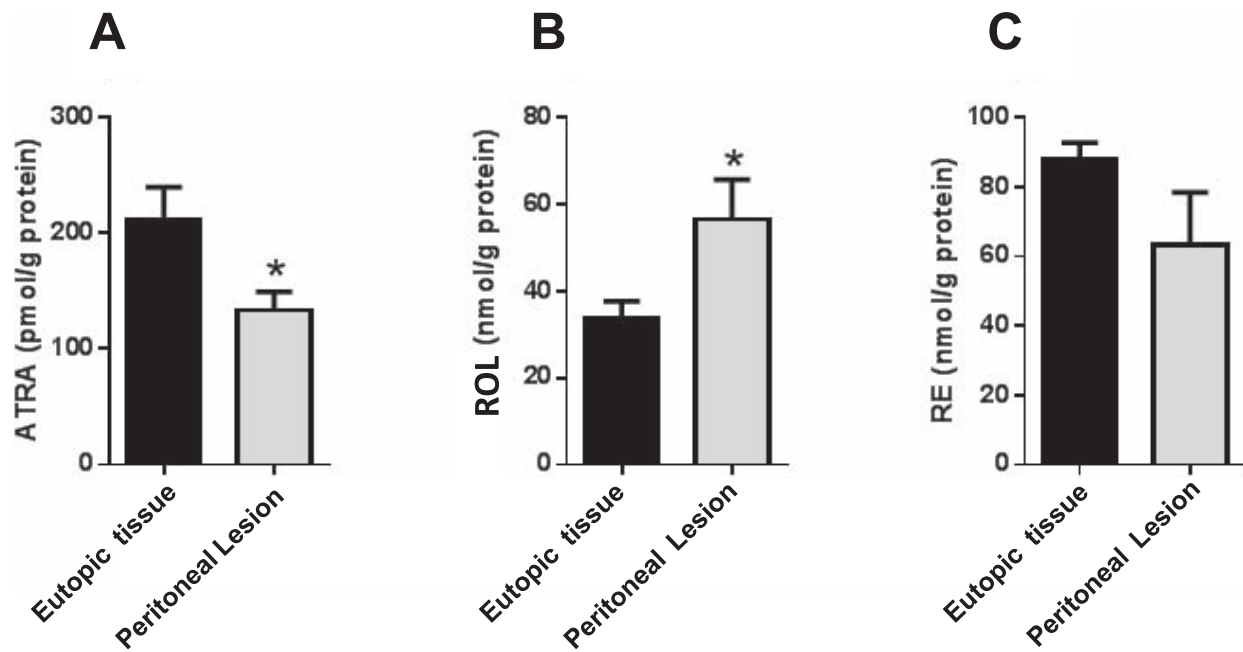 A
ATRA (pmol/g protein)
300
200
100
0
*
Eutopic tissue
Peritoneal Lesion
B
ROL (nmol/g protein)
80
60
40
20
0
*
Eutopic tissue
Peritoneal Lesion
C
RE (nmol/g protein)
100
80
60
40
20
0
Eutopic tissue
Peritoneal Lesion